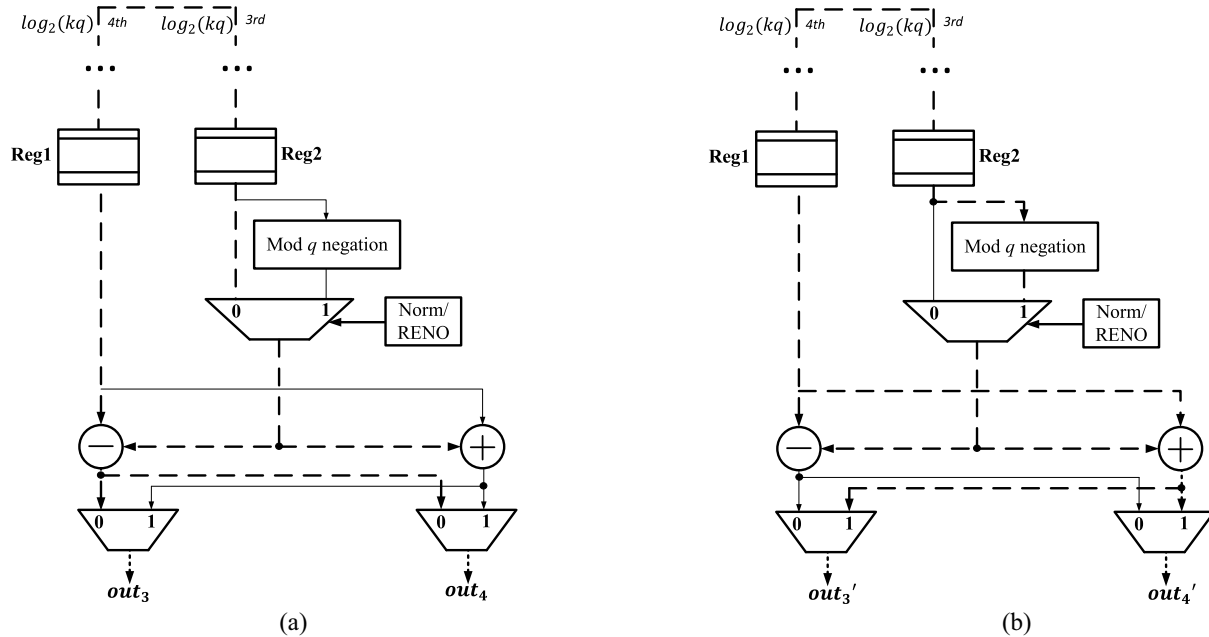 log₂(kq) 4th log₂(kq) 3rd
...
...
Reg1
Reg2
Mod q negation
0 1
Norm/
RENO
− +
0 1
0 1
out₃
out₄
(a)
log₂(kq) 4th log₂(kq) 3rd
...
...
Reg1
Reg2
Mod q negation
0 1
Norm/
RENO
− +
0 1
0 1
out₃′
out₄′
(b)